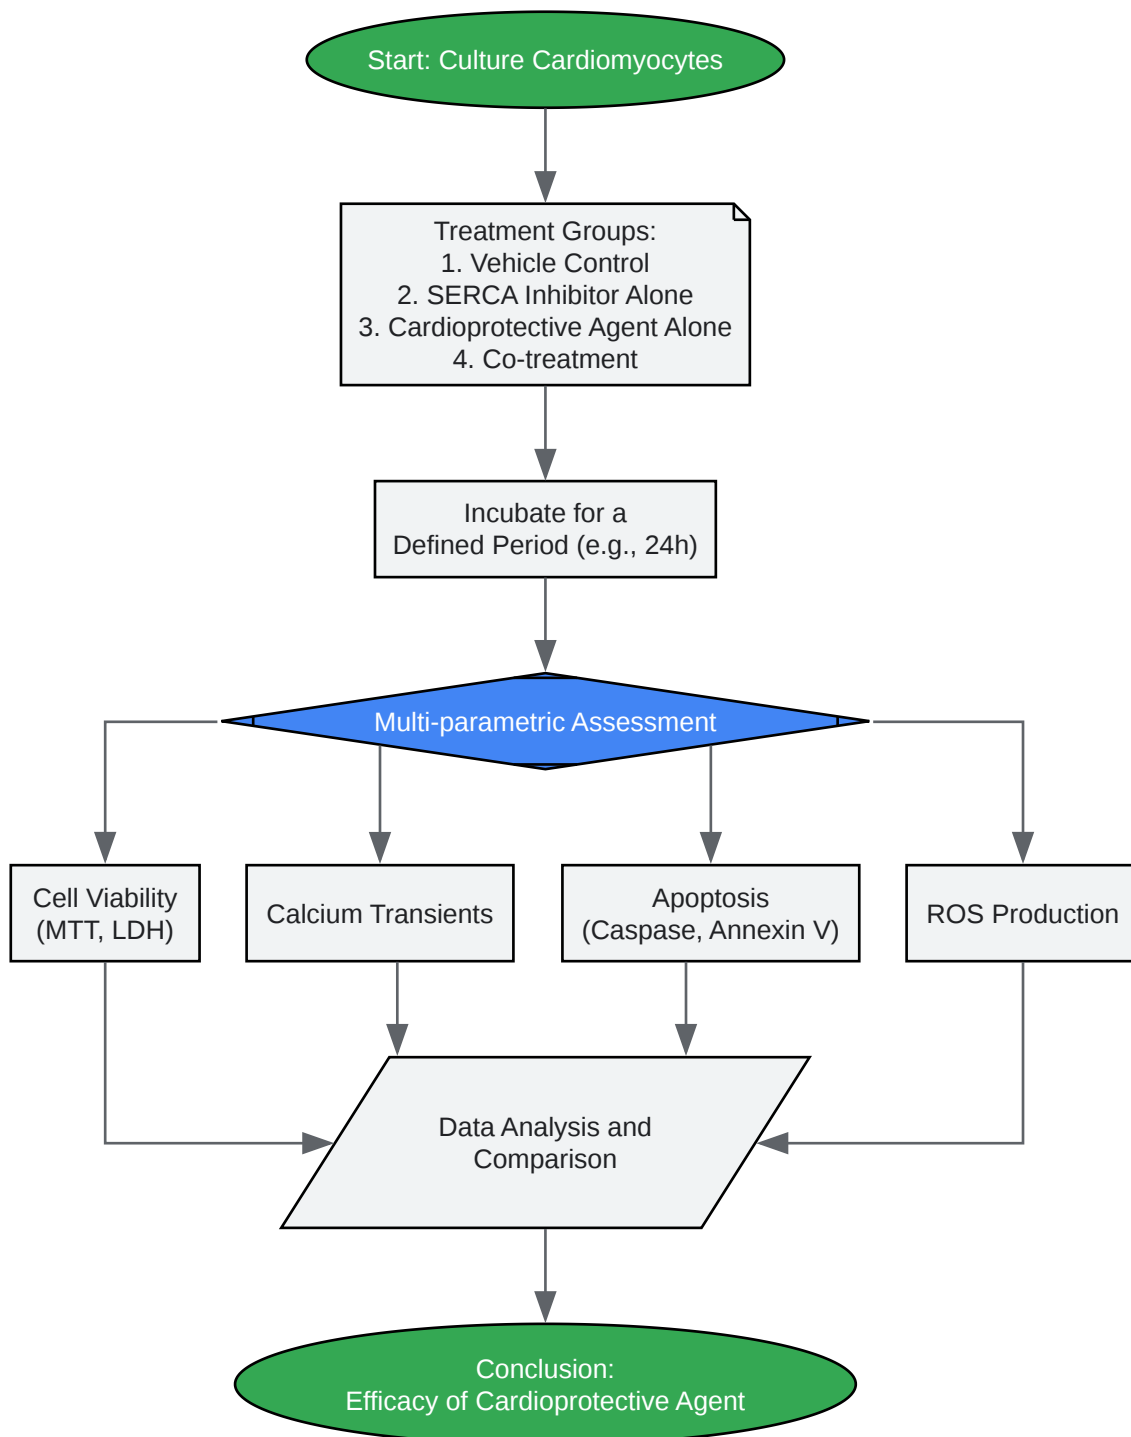 Start: Culture Cardiomyocytes
Treatment Groups:
1. Vehicle Control
2. SERCA Inhibitor Alone
3. Cardioprotective Agent Alone
4. Co-treatment
Incubate for a
Defined Period (e.g., 24h)
Multi-parametric Assessment
Cell Viability
(MTT, LDH)
Calcium Transients
Apoptosis
(Caspase, Annexin V)
ROS Production
Data Analysis and
Comparison
Conclusion:
Efficacy of Cardioprotective Agent